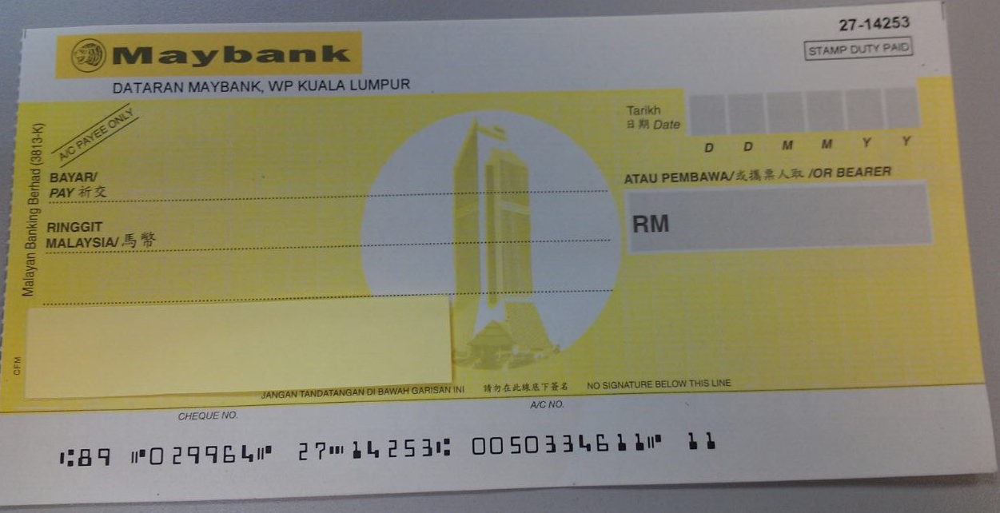 27-14253
Maybank
STAMP DUTY PAID
DATARAN MAYBANK, WP KUALA LUMPUR
A/C PAYEE ONLY
Tarikh
日期 Date
D D M M Y Y
Malayan Banking Berhad (3813-K)
BAYAR/
PAY 祈交
ATAU PEMBAWA/或攜票人取 /OR BEARER
RINGGIT
MALAYSIA/馬幣
RM
CFM
JANGAN TANDATANGAN DI BAWAH GARISAN INI 請勿在此線底下簽名 NO SIGNATURE BELOW THIS LINE
CHEQUE NO. A/C NO.
⑆89 ⑈029964⑈ 27⑉14253⑆ 005033461​1⑈ 11